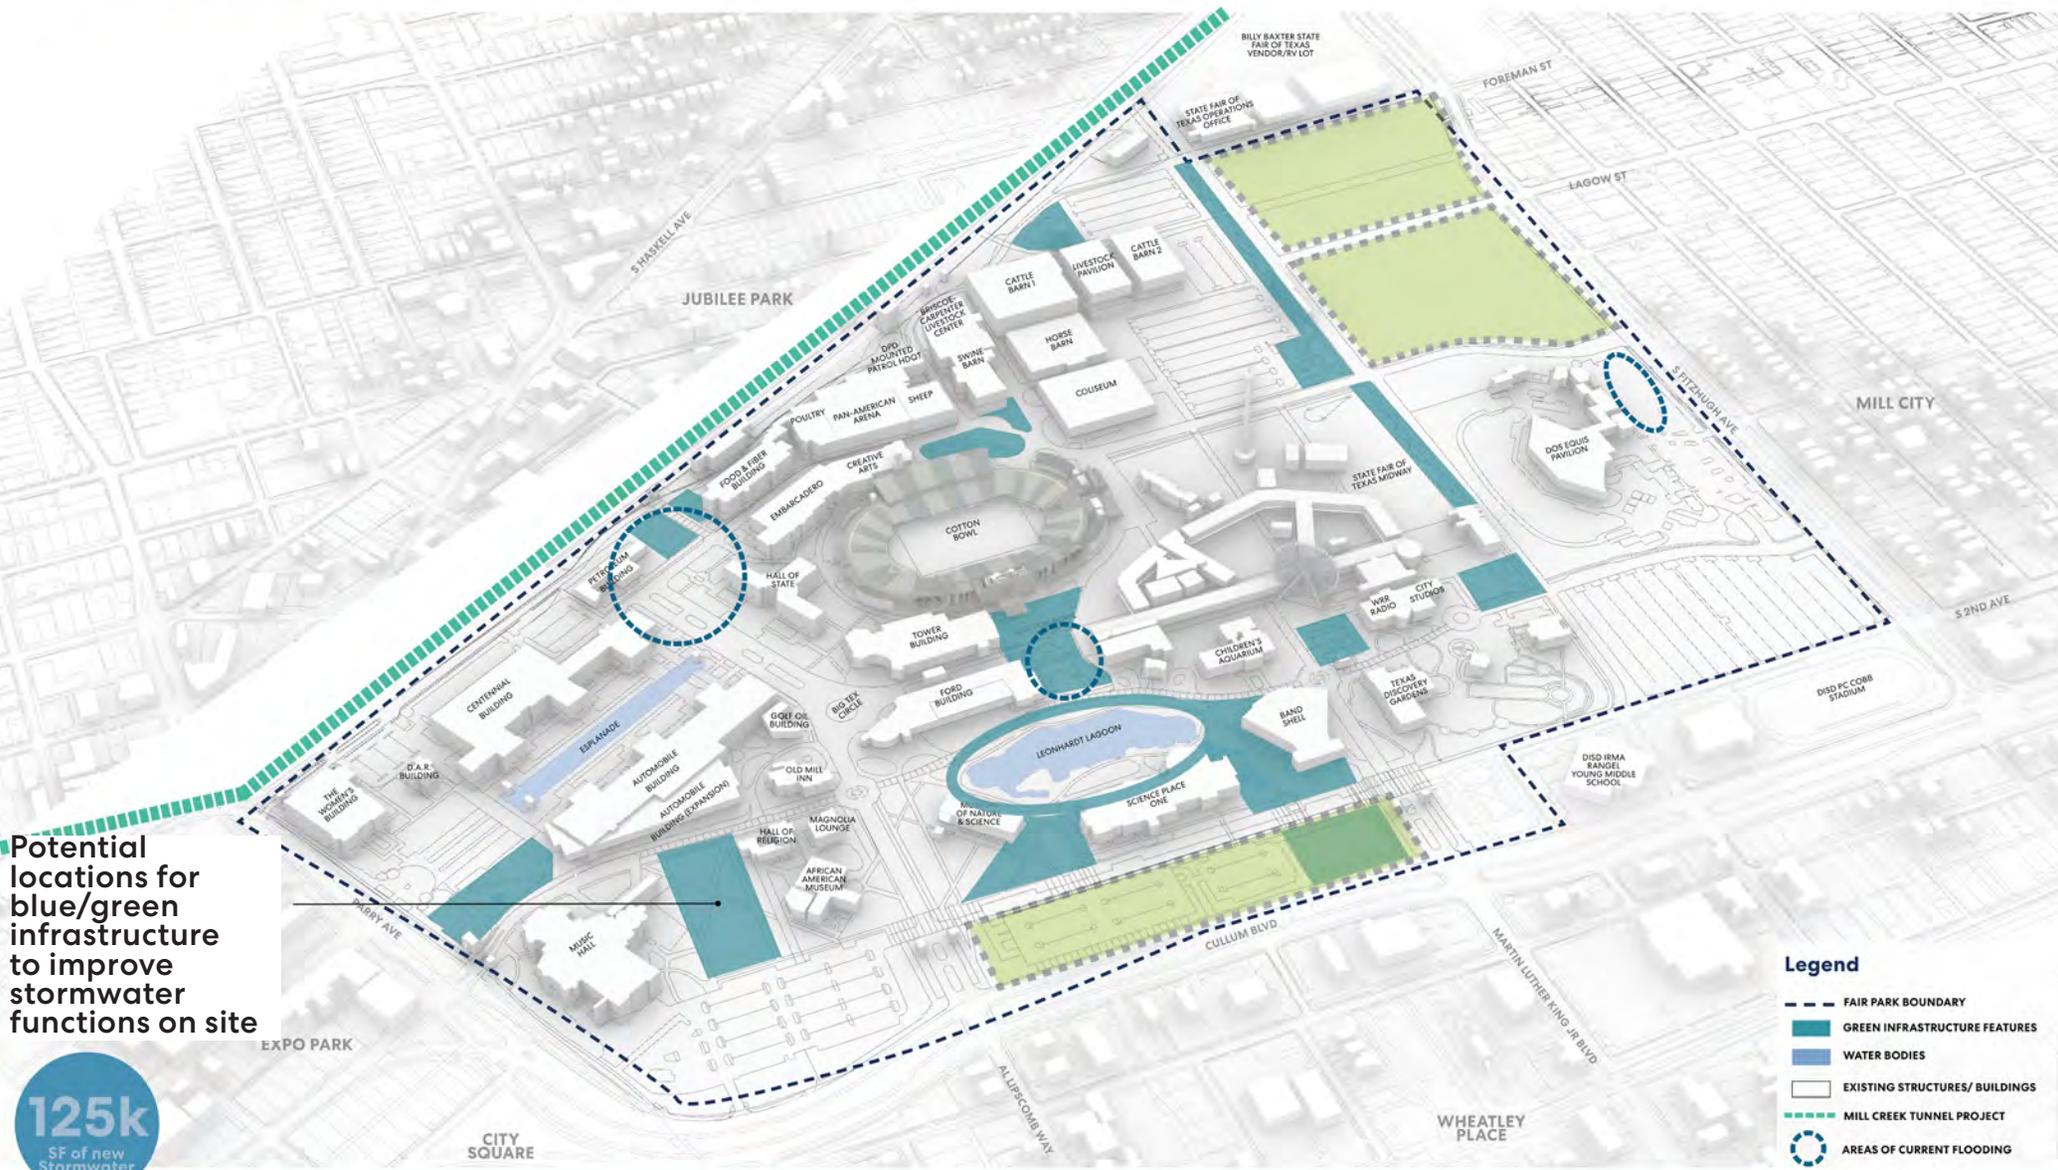 BILLY BAXTER STATE
FAIR OF TEXAS
VENDOR/RV LOT
FOREMAN ST
STATE FAIR OF
TEXAS OPERATIONS
OFFICE
LAGOW ST
S HASKELL AVE
JUBILEE PARK
CATTLE
BARN 1
LIVESTOCK
PAVILION
CATTLE
BARN 2
BRISCOE-
CARPENTER
LIVESTOCK
CENTER
DPD
MOUNTED
PATROL HDQT
SWINE
BARN
HORSE
BARN
COLISEUM
S FITZHUGH AVE
MILL CITY
POULTRY
PAN-AMERICAN
ARENA
SHEEP
DOS EQUIS
PAVILION
FOOD & FIBER
BUILDING
CREATIVE
ARTS
EMBARCADERO
STATE FAIR OF
TEXAS MIDWAY
COTTON
BOWL
PETROLEUM
BUILDING
HALL OF
STATE
WRR
RADIO
CITY
STUDIOS
S 2ND AVE
TOWER
BUILDING
CHILDREN'S
AQUARIUM
CENTENNIAL
BUILDING
FORD
BUILDING
TEXAS
DISCOVERY
GARDENS
DISD PC COBB
STADIUM
BIG TEX
CIRCLE
GOLF OIL
BUILDING
BAND
SHELL
ESPLANADE
LEONHARDT LAGOON
AUTOMOBILE
BUILDING
D.A.R.
BUILDING
OLD MILL
INN
DISD IRMA
RANGEL
YOUNG MIDDLE
SCHOOL
THE
WOMEN'S
BUILDING
AUTOMOBILE
BUILDING (EXPANSION)
SCIENCE PLACE
ONE
OF NATURE
& SCIENCE
MAGNOLIA
LOUNGE
HALL OF
RELIGION
AFRICAN
AMERICAN
MUSEUM
Potential
locations for
blue/green
infrastructure
to improve
stormwater
functions on site
PARRY AVE
MUSIC
HALL
CULLUM BLVD
MARTIN LUTHER KING JR BLVD
EXPO PARK
AL LIPSCOMB WAY
CITY
SQUARE
WHEATLEY
PLACE
125k
SF of new
Stormwater
Legend
FAIR PARK BOUNDARY
GREEN INFRASTRUCTURE FEATURES
WATER BODIES
EXISTING STRUCTURES/ BUILDINGS
MILL CREEK TUNNEL PROJECT
AREAS OF CURRENT FLOODING